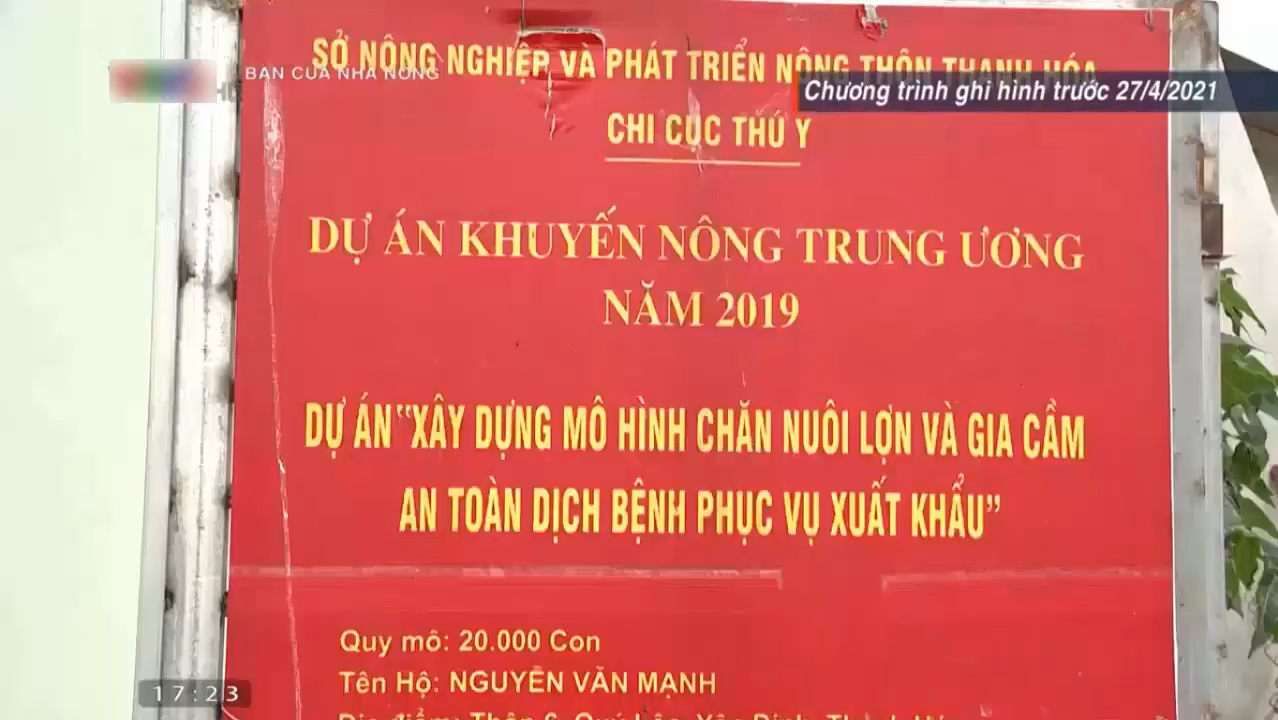 SỞ NÔNG NGHIỆP VÀ PHÁT TRIỂN NÔNG THÔN THANH HÓA
BẠN CỦA NHÀ NÔNG
Chương trình ghi hình trước 27/4/2021
CHI CỤC THÚ Y
DỰ ÁN KHUYẾN NÔNG TRUNG ƯƠNG
NĂM 2019
DỰ ÁN "XÂY DỰNG MÔ HÌNH CHĂN NUÔI LỢN VÀ GIA CẦM
AN TOÀN DỊCH BỆNH PHỤC VỤ XUẤT KHẨU"
Quy mô: 20.000 Con
Tên Hộ: NGUYỄN VĂN MẠNH
17:23